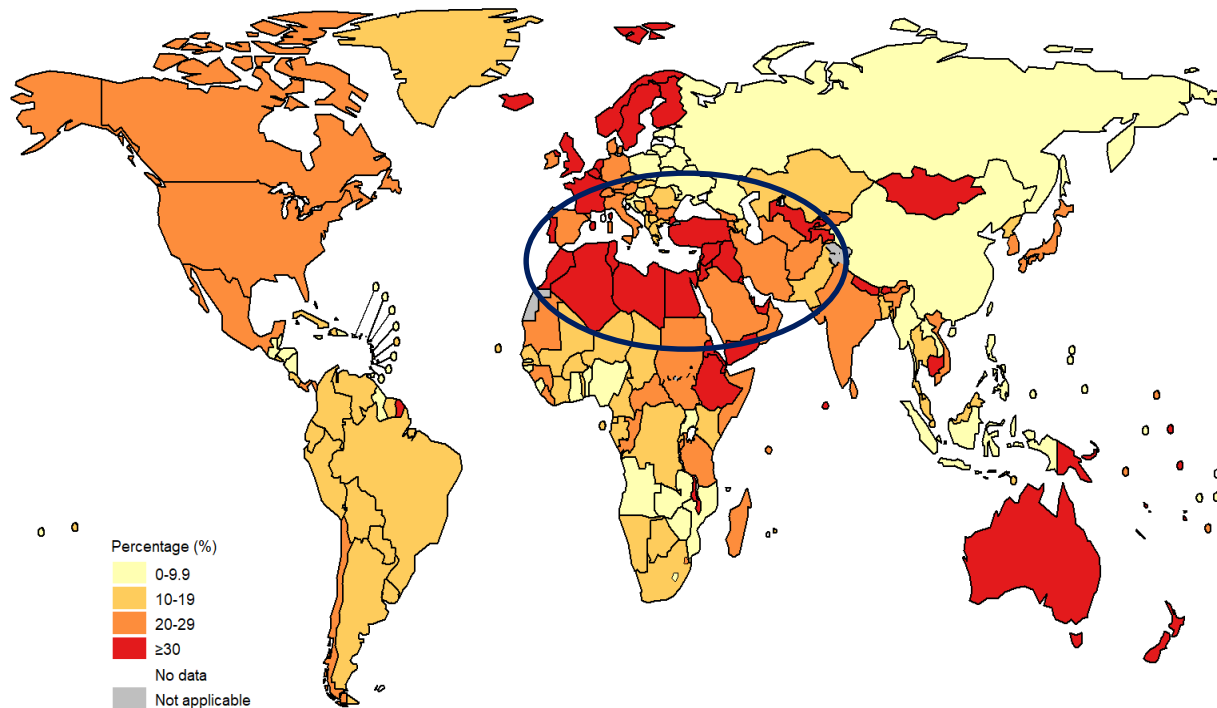 Percentage (%)
0-9.9
10-19
20-29
≥30
No data
Not applicable